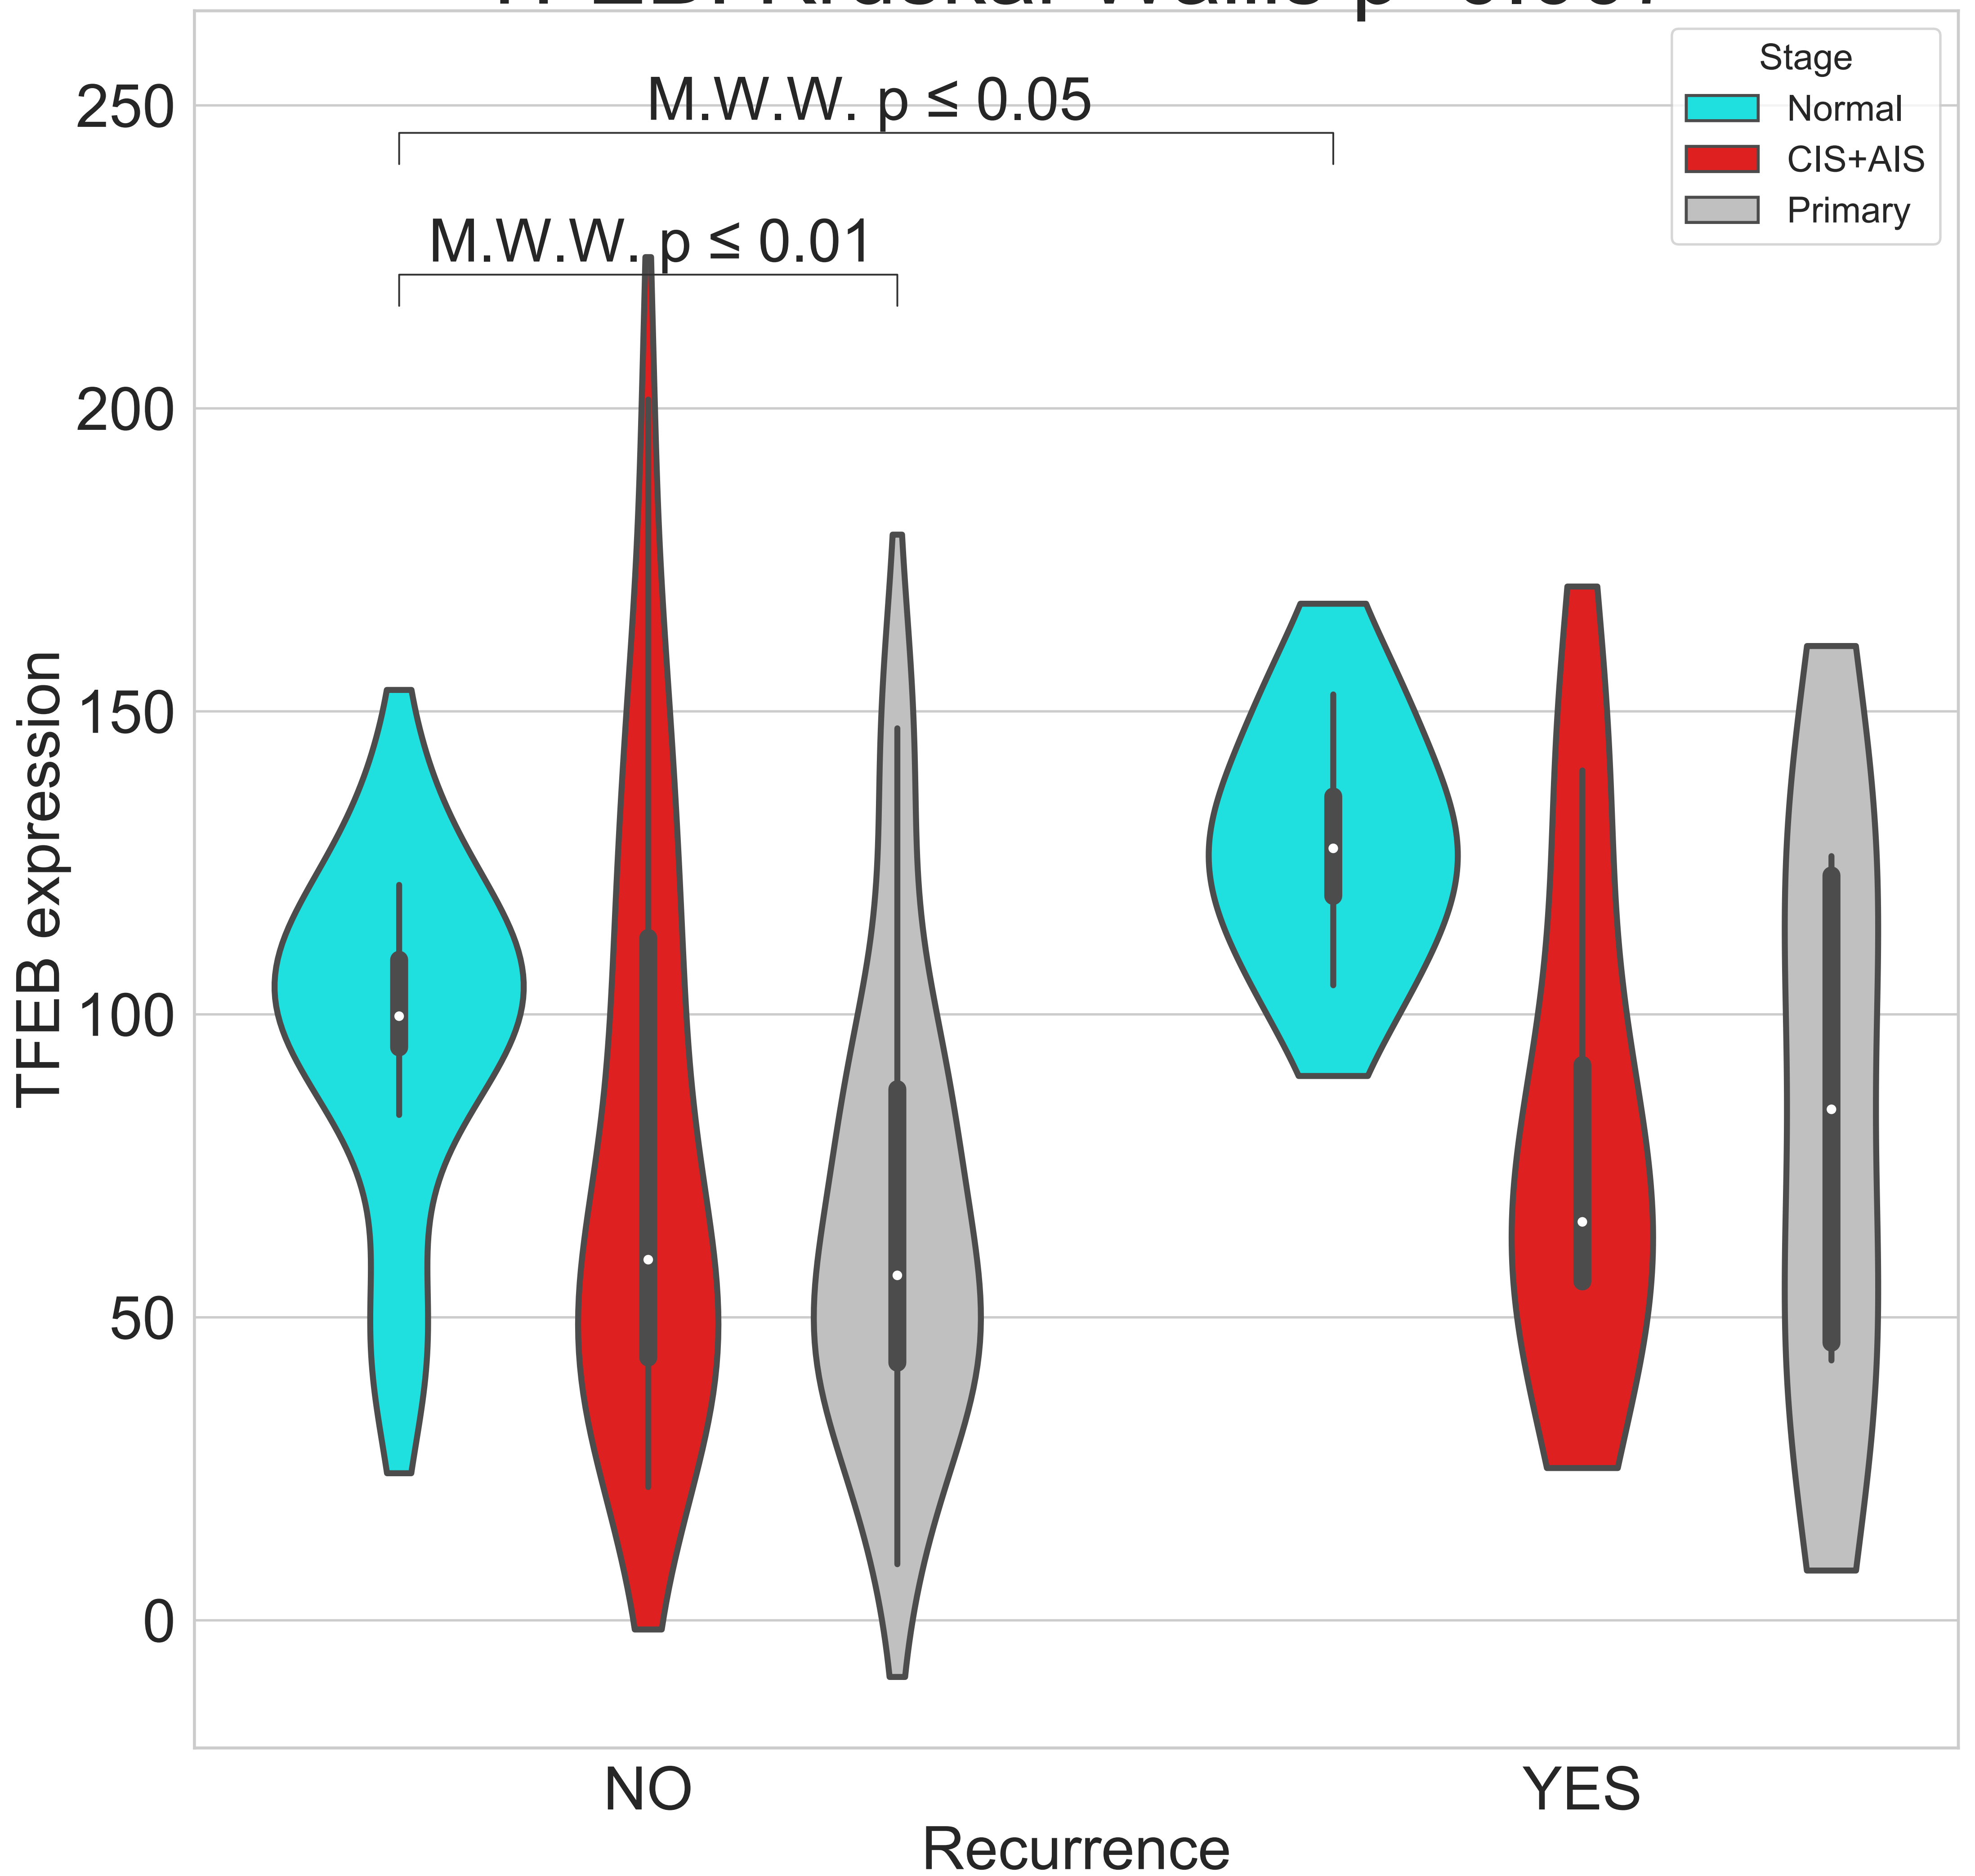 M.W.W. p ≤ 0.05
M.W.W. p ≤ 0.01
Stage
Normal
CIS+AIS
Primary
TFEB expression
250
200
150
100
50
0
NO
YES
Recurrence